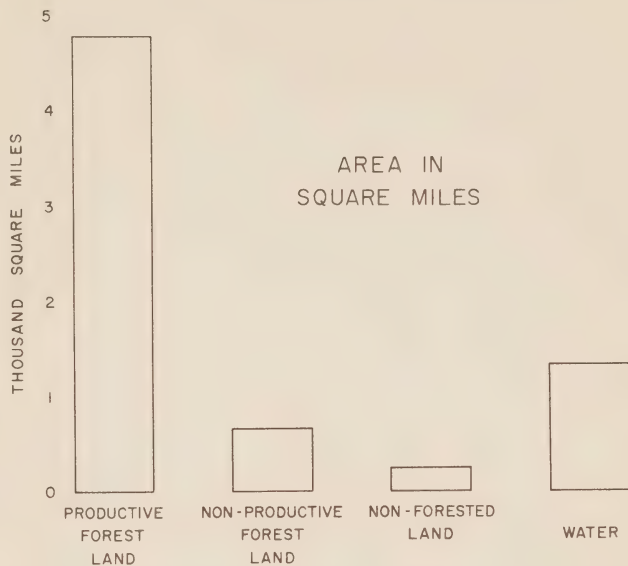 5
4
3
2
1
0
THOUSAND SQUARE MILES
AREA IN
SQUARE MILES
PRODUCTIVE
FOREST
LAND
NON-PRODUCTIVE
FOREST
LAND
NON-FORESTED
LAND
WATER